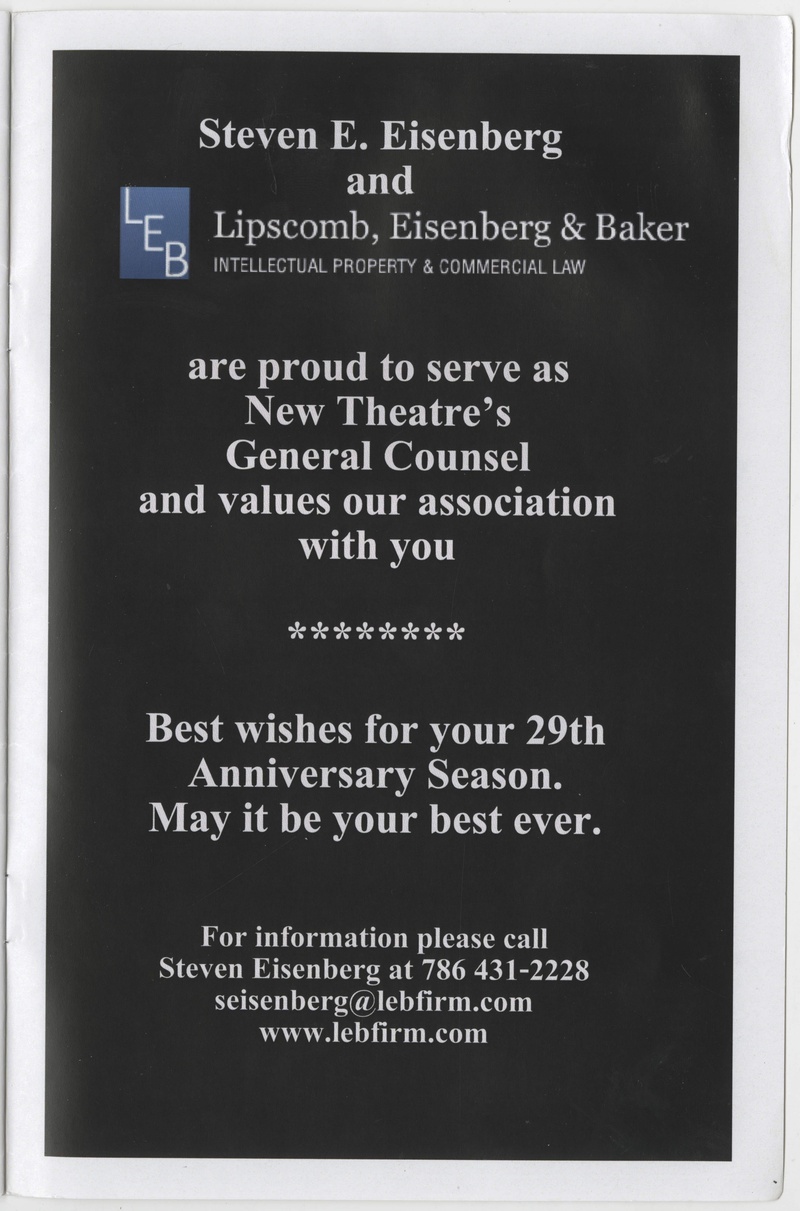 Steven E. Eisenberg
and
LEB
Lipscomb, Eisenberg & Baker
INTELLECTUAL PROPERTY & COMMERCIAL LAW
are proud to serve as
New Theatre's
General Counsel
and values our association
with you
********
Best wishes for your 29th
Anniversary Season.
May it be your best ever.
For information please call
Steven Eisenberg at 786 431-2228
seisenberg@lebfirm.com
www.lebfirm.com